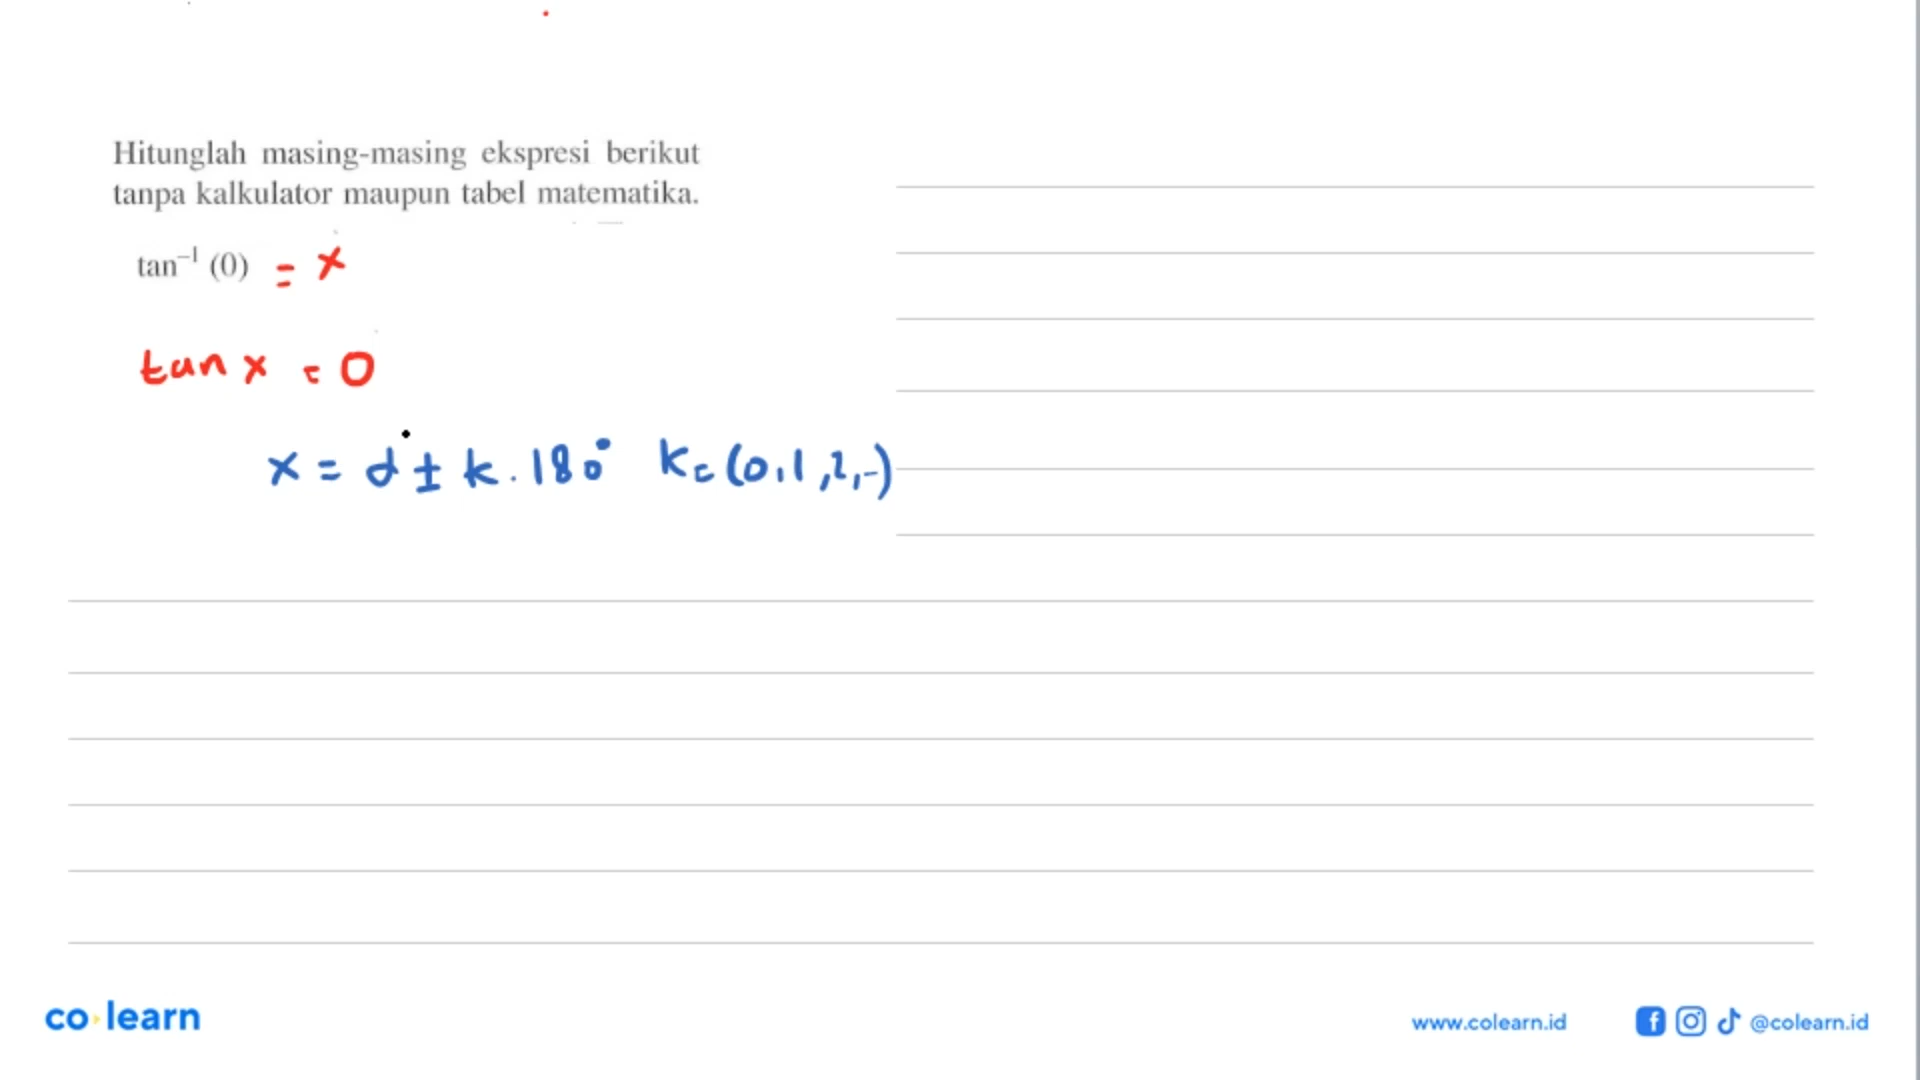 Hitunglah masing-masing ekspresi berikut
tanpa kalkulator maupun tabel matematika.
tan⁻¹ (0) = x
tan x = 0
x = α ± k . 180° k = (0,1,2,-)
co learn
www.colearn.id @colearn.id